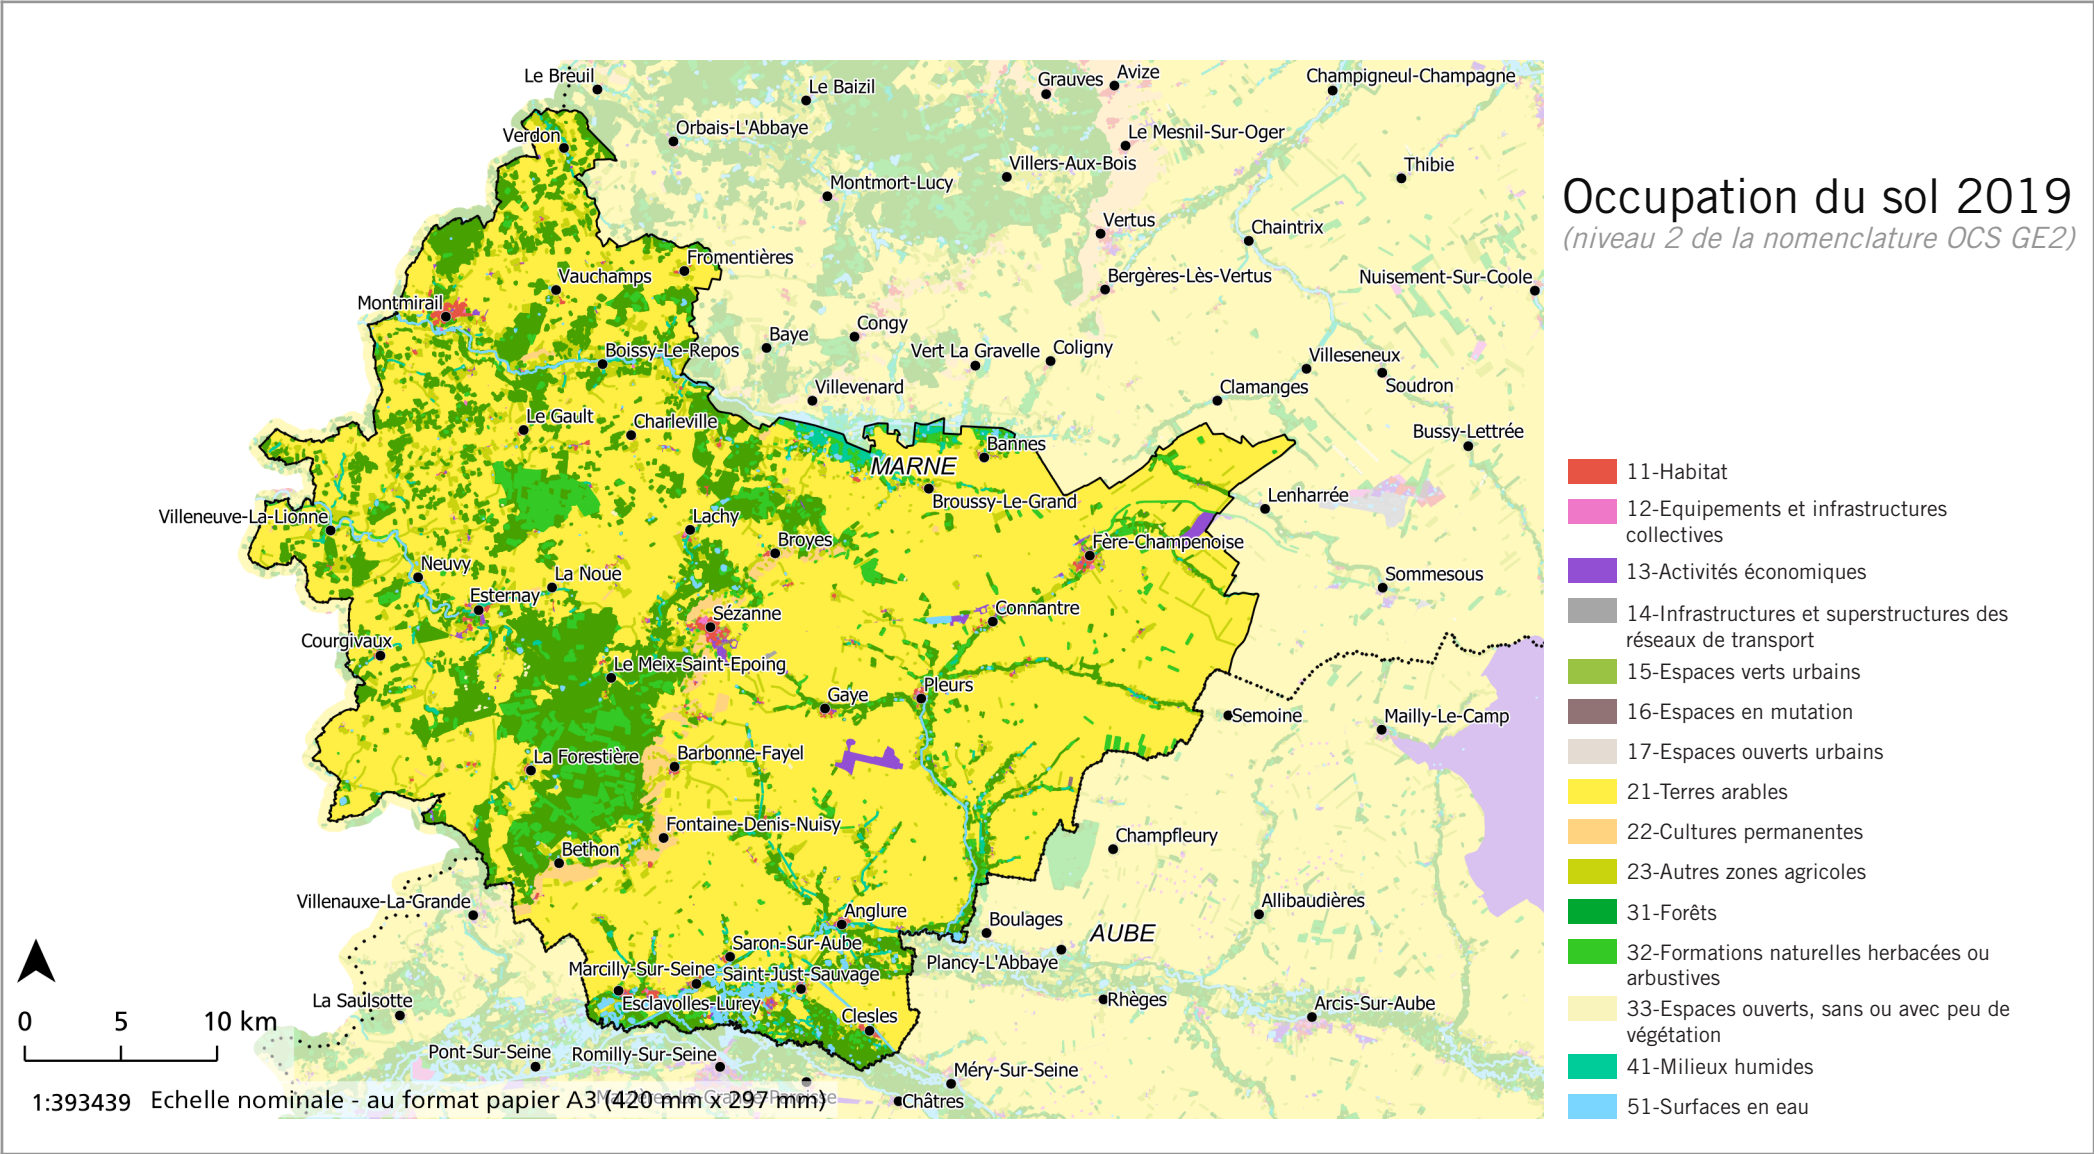 Le Breuil
Le Baizil
Grauves
Avize
Champigneul-Champagne
Verdon
Orbais-L'Abbaye
Le Mesnil-Sur-Oger
Villers-Aux-Bois
Thibie
Montmort-Lucy
Occupation du sol 2019
(niveau 2 de la nomenclature OCS GE2)
Vertus
Chaintrix
Fromentières
Vauchamps
Bergères-Lès-Vertus
Nuisement-Sur-Coole
Montmirail
Baye
Congy
Boissy-Le-Repos
Vert La Gravelle
Coligny
Villeseneux
Villevenard
Clamanges
Soudron
Le Gault
Charleville
Bannes
Bussy-Lettrée
MARNE
Broussy-Le-Grand
Lenharrée
Villeneuve-La-Lionne
Lachy
Broyes
Fère-Champenoise
Neuvy
La Noue
Sommesous
Esternay
Sézanne
Connantre
Courgivaux
Le Meix-Saint-Epoing
Gaye
Pleurs
Semoine
Mailly-Le-Camp
La Forestière
Barbonne-Fayel
Fontaine-Denis-Nuisy
Champfleury
Bethon
Villenauxe-La-Grande
Anglure
Boulages
Allibaudières
AUBE
Saron-Sur-Aube
Plancy-L'Abbaye
Marcilly-Sur-Seine
Saint-Just-Sauvage
La Saulsotte
Esclavolles-Lurey
Rhèges
Arcis-Sur-Aube
Clesles
Pont-Sur-Seine
Romilly-Sur-Seine
Méry-Sur-Seine
Châtres
Maizières-La-Grande-Paroisse
11-Habitat
12-Equipements et infrastructures
collectives
13-Activités économiques
14-Infrastructures et superstructures des
réseaux de transport
15-Espaces verts urbains
16-Espaces en mutation
17-Espaces ouverts urbains
21-Terres arables
22-Cultures permanentes
23-Autres zones agricoles
31-Forêts
32-Formations naturelles herbacées ou
arbustives
33-Espaces ouverts, sans ou avec peu de
végétation
41-Milieux humides
51-Surfaces en eau
0 5 10 km
1:393439 Echelle nominale - au format papier A3 (420 mm x 297 mm)